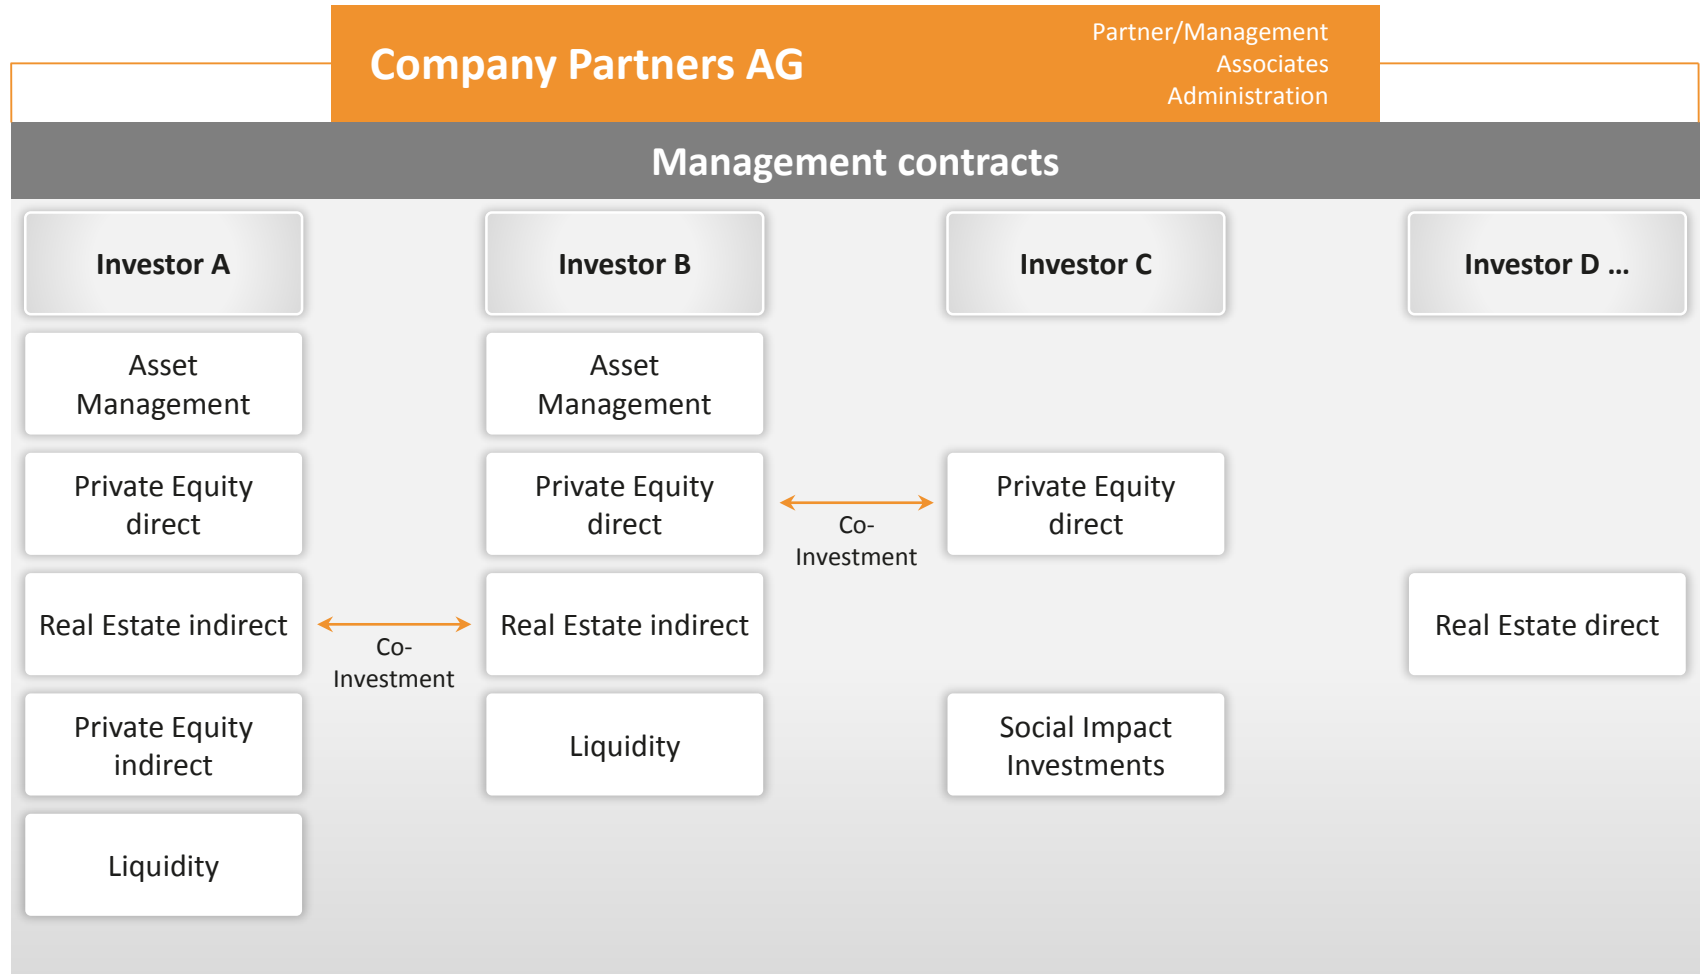 Company Partners AG
Partner/Management
Associates
Administration
Management contracts
Investor A
Investor B
Investor C
Investor D ...
Asset
Management
Asset
Management
Private Equity
direct
Private Equity
direct
Co-
Investment
Private Equity
direct
Real Estate indirect
Co-
Investment
Real Estate indirect
Real Estate direct
Private Equity
indirect
Liquidity
Social Impact
Investments
Liquidity